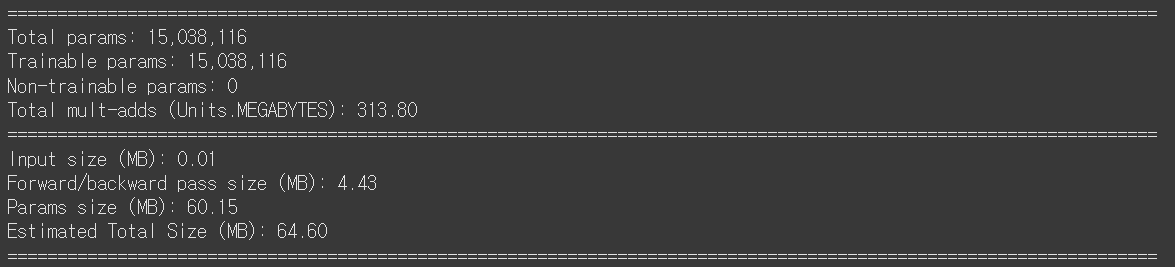 ===================================================================================================================
Total params: 15,038,116
Trainable params: 15,038,116
Non-trainable params: 0
Total mult-adds (Units.MEGABYTES): 313.80
===================================================================================================================
Input size (MB): 0.01
Forward/backward pass size (MB): 4.43
Params size (MB): 60.15
Estimated Total Size (MB): 64.60
===================================================================================================================